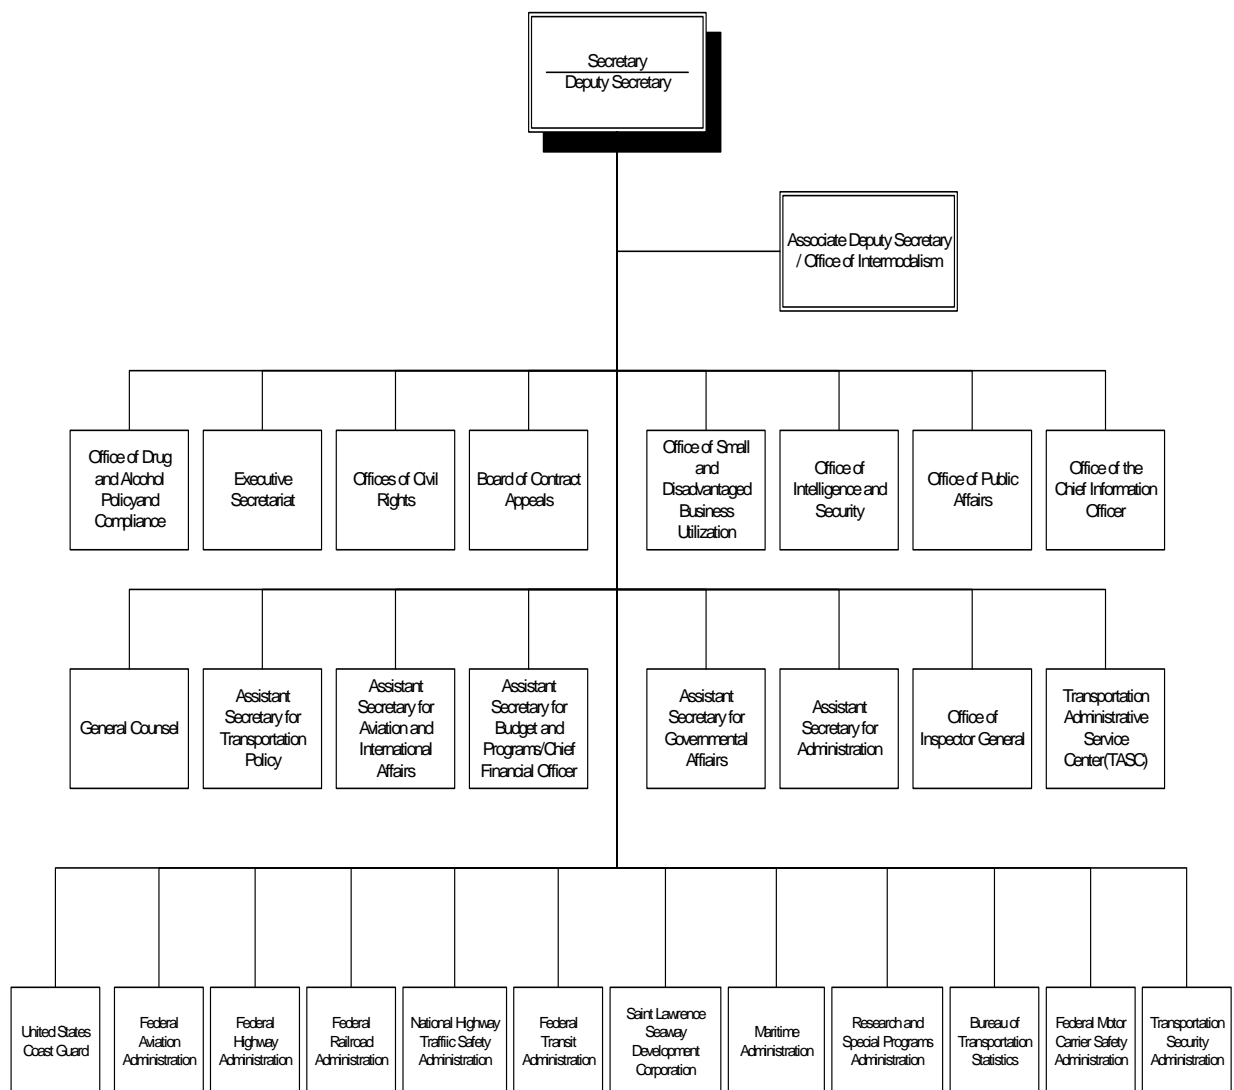 Secretary
Deputy Secretary
Associate Deputy Secretary
/ Office of Intermodalism
Office of Drug
and Alcohol
Policyand
Compliance
Executive
Secretariat
Offices of Civil
Rights
Board of Contract
Appeals
Office of Small
and
Disadvantaged
Business
Utilization
Office of
Intelligence and
Security
Office of Public
Affairs
Office of the
Chief Information
Officer
General Counsel
Assistant
Secretary for
Transportation
Policy
Assistant
Secretary for
Aviation and
International
Affairs
Assistant
Secretary for
Budget and
Programs/Chief
Financial Officer
Assistant
Secretary for
Governmental
Affiairs
Assistant
Secretary for
Administration
Office of
Inspector General
Transportation
Administrative
Service
Center(TASC)
United States
Coast Guard
Federal
Aviation
Administration
Federal
Highway
Administration
Federal
Railroad
Administration
National Highway
Traffiic Safety
Administration
Federal
Transit
Administration
Saint Lawrence
Seaway
Development
Corporation
Maritime
Administration
Research and
Special Programs
Administration
Bureau of
Transportation
Statistics
Federal Motor
Carrier Safety
Administration
Transportation
Security
Administration